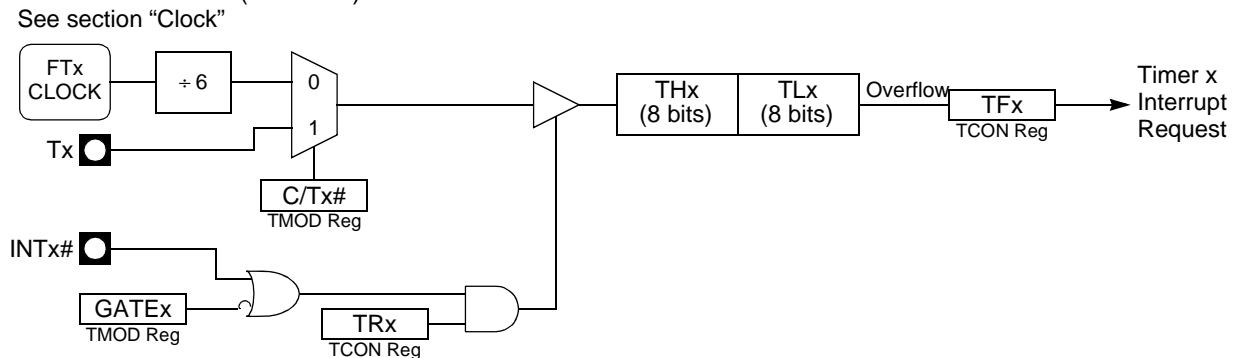 See section “Clock”
FTx
CLOCK
÷ 6
0
1
Tx
C/Tx#
TMOD Reg
THx
(8 bits)
TLx
(8 bits)
Overflow
TFx
TCON Reg
Timer x
Interrupt
Request
INTx#
GATEx
TMOD Reg
TRx
TCON Reg